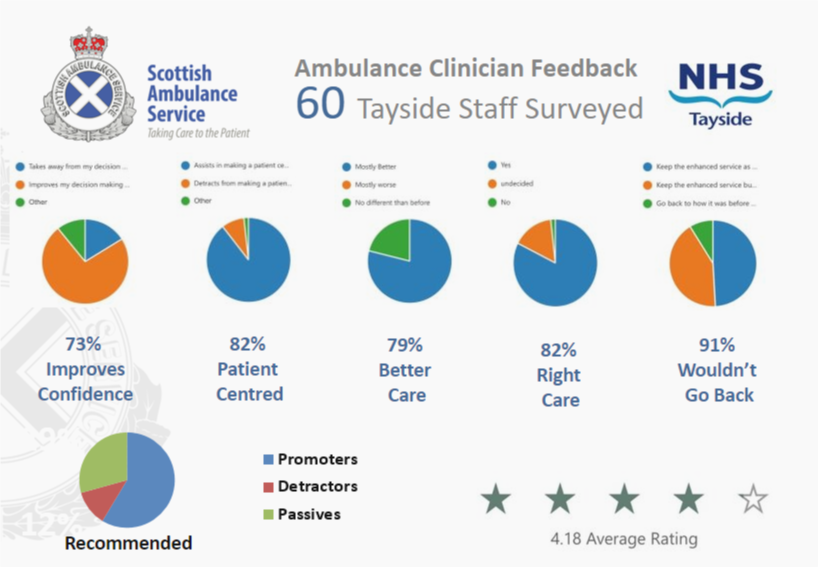 SCOTTISH AMBULANCE SERVICE
Scottish
Ambulance
Service
Taking Care to the Patient
Ambulance Clinician Feedback
60 Tayside Staff Surveyed
NHS
Tayside
Takes away from my decision ...
Improves my decision making ...
Other
Assists in making a patient ce...
Detracts from making a patien...
Other
Mostly Better
Mostly worse
No different than before
Yes
undecided
No
Keep the enhanced service as ...
Keep the enhanced service bu...
Go back to how it was before ...
73%
Improves
Confidence
82%
Patient
Centred
79%
Better
Care
82%
Right
Care
91%
Wouldn't
Go Back
12%
Recommended
Promoters
Detractors
Passives
4.18 Average Rating